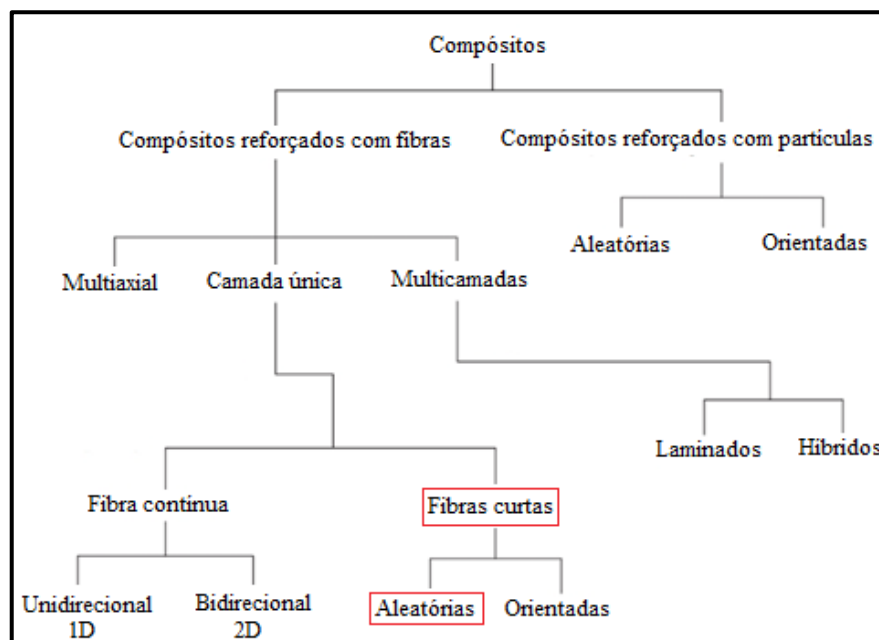 Compósitos
Compósitos reforçados com fibras
Compósitos reforçados com partículas
Aleatórias
Orientadas
Multiaxial
Camada única
Multicamadas
Laminados
Híbridos
Fibra contínua
Fibras curtas
Unidirecional
1D
Bidirecional
2D
Aleatórias
Orientadas